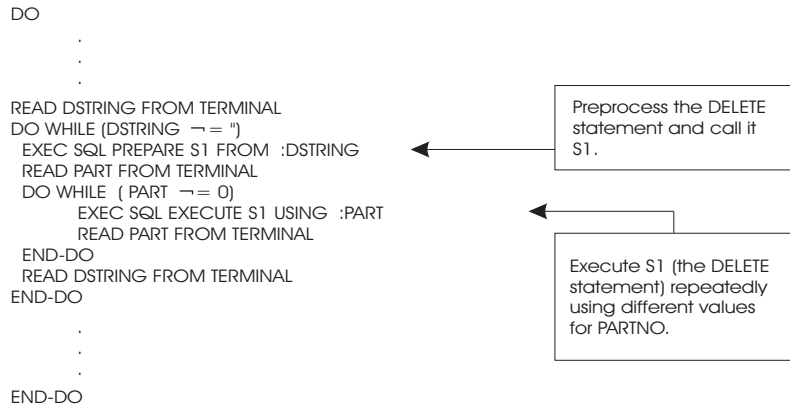 DO
.
.
.
READ DSTRING FROM TERMINAL
DO WHILE (DSTRING ¬= '')
EXEC SQL PREPARE S1 FROM :DSTRING
READ PART FROM TERMINAL
DO WHILE ( PART ¬= 0)
EXEC SQL EXECUTE S1 USING :PART
READ PART FROM TERMINAL
END-DO
READ DSTRING FROM TERMINAL
END-DO
.
.
.
END-DO
Preprocess the DELETE
statement and call it
S1.
Execute S1 (the DELETE
statement) repeatedly
using different values
for PARTNO.